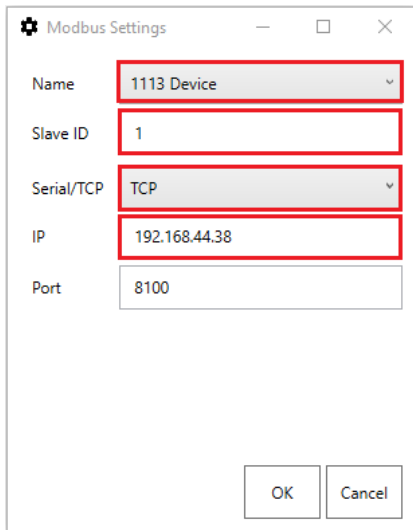 Modbus Settings
Name 1113 Device
Slave ID 1
Serial/TCP TCP
IP 192.168.44.38
Port 8100
OK Cancel